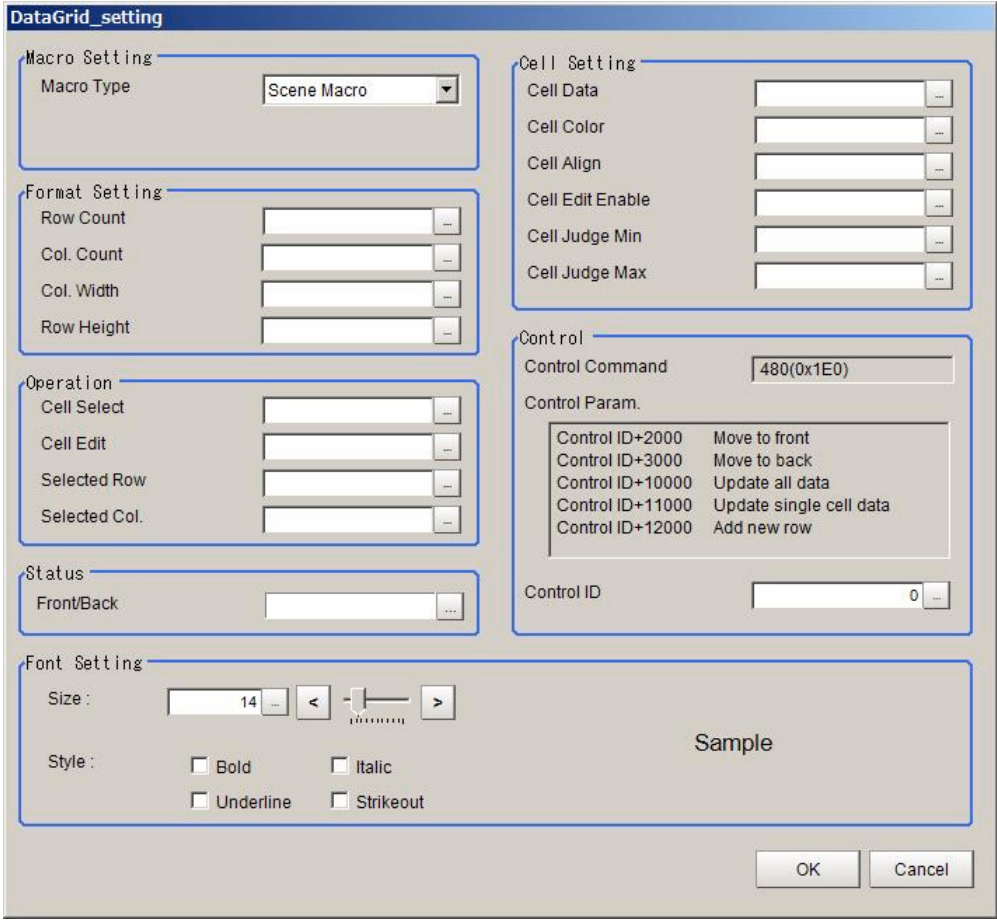 DataGrid_setting
Macro Setting
Macro Type
Scene Macro
Format Setting
Row Count
...
Col. Count
...
Col. Width
...
Row Height
...
Operation
Cell Select
...
Cell Edit
...
Selected Row
...
Selected Col.
...
Status
Front/Back
...
Cell Setting
Cell Data
...
Cell Color
...
Cell Align
...
Cell Edit Enable
...
Cell Judge Min
...
Cell Judge Max
...
Control
Control Command 480(0x1E0)
Control Param.
Control ID+2000 Move to front
Control ID+3000 Move to back
Control ID+10000 Update all data
Control ID+11000 Update single cell data
Control ID+12000 Add new row
Control ID 0 ...
Font Setting
Size : 14 ... < >
Style : Bold Italic
Underline Strikeout
Sample
OK Cancel